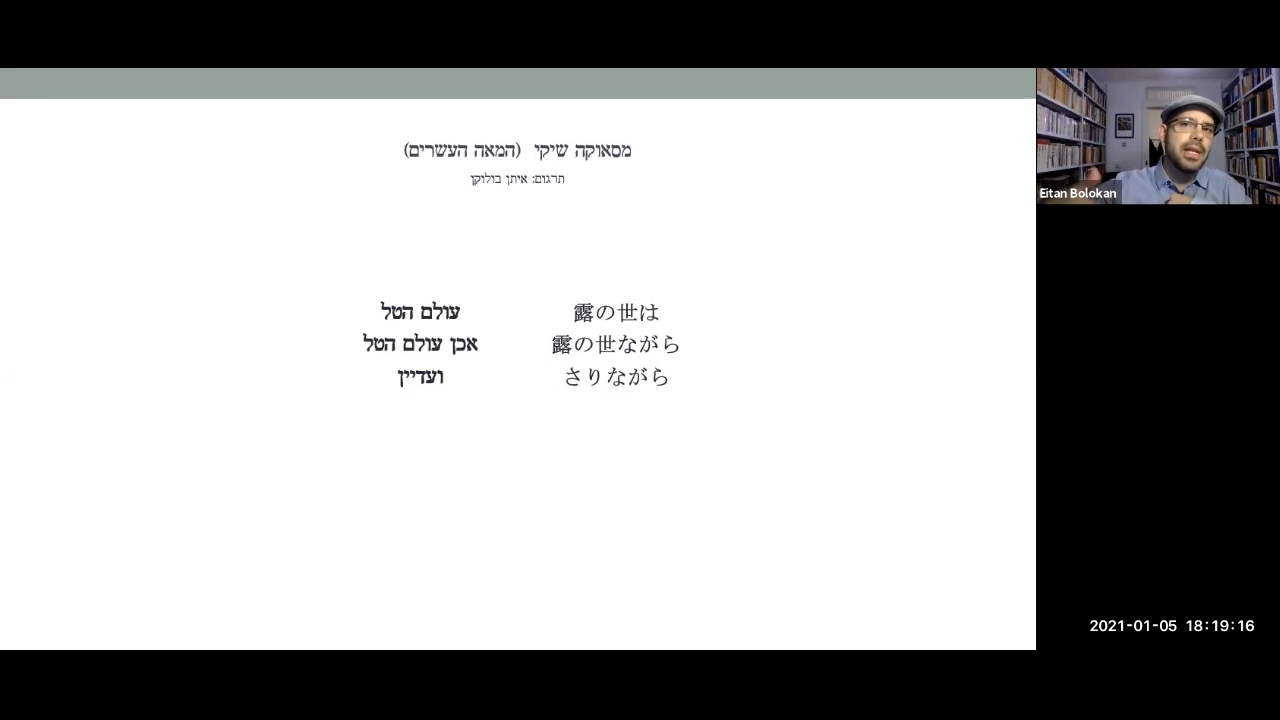 מסאוקה שיקי (המאה העשרים)
תרגום: איתן בולוקן
עולם הטל
אכן עולם הטל
ועדיין
露の世は
露の世ながら
さりながら
Eitan Bolokan
2021-01-05 18:19:16